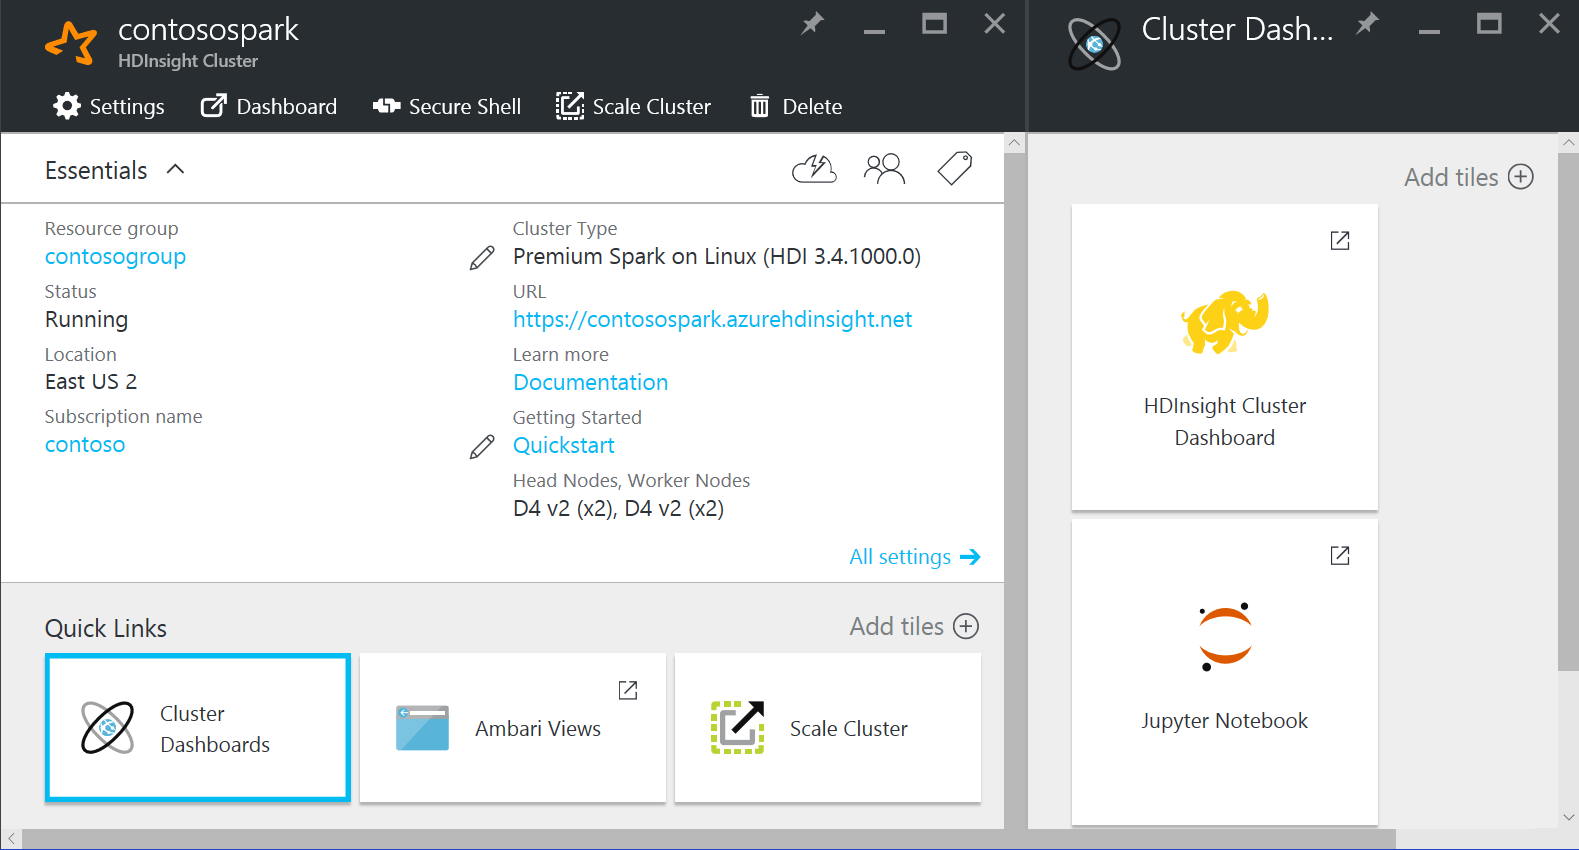 contosospark
HDInsight Cluster
Settings
Dashboard
Secure Shell
Scale Cluster
Delete
Essentials
Resource group
contosogroup
Status
Running
Location
East US 2
Subscription name
contoso
Cluster Type
Premium Spark on Linux (HDI 3.4.1000.0)
URL
https://contosospark.azurehdinsight.net
Learn more
Documentation
Getting Started
Quickstart
Head Nodes, Worker Nodes
D4 v2 (x2), D4 v2 (x2)
All settings
Quick Links
Add tiles
Cluster
Dashboards
Ambari Views
Scale Cluster
Cluster Dash...
Add tiles
HDInsight Cluster
Dashboard
Jupyter Notebook